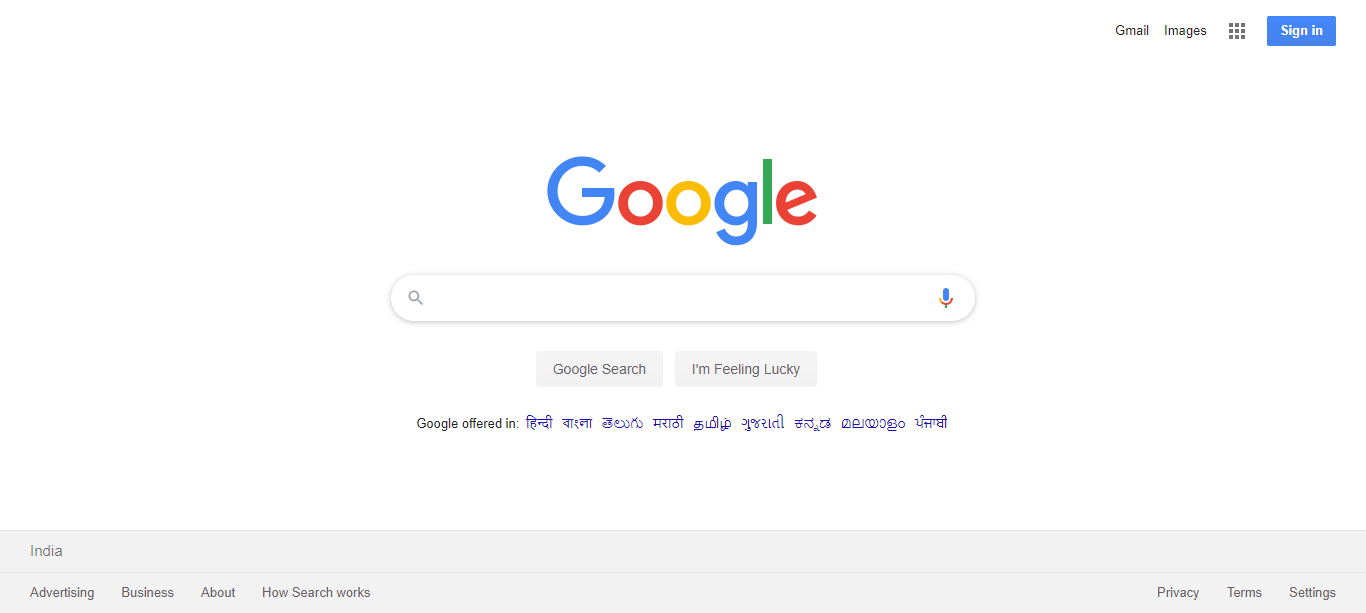 Gmail Images Sign in
Google
Google Search I'm Feeling Lucky
Google offered in: हिन्दी বাংলা తెలుగు मराठी தமிழ் ગુજરાતી ಕನ್ನಡ മലയാളം ਪੰਜਾਬੀ
India
Advertising Business About How Search works Privacy Terms Settings